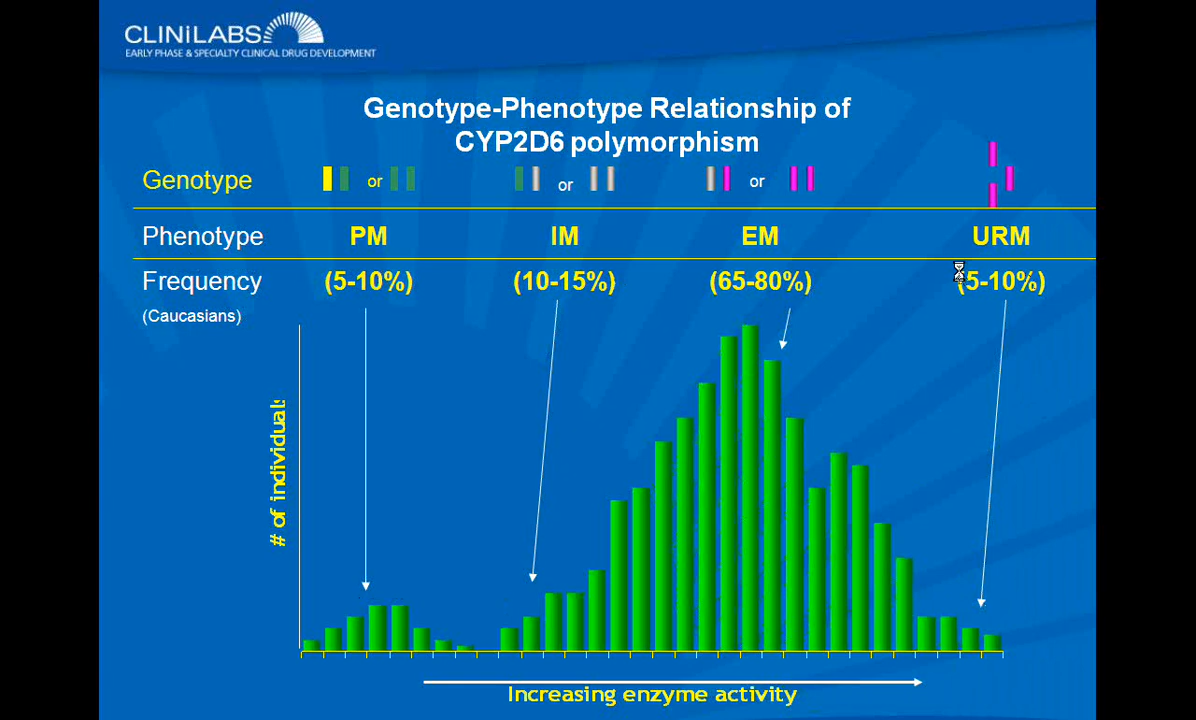 CLINiLABS
EARLY PHASE & SPECIALTY CLINICAL DRUG DEVELOPMENT
Genotype-Phenotype Relationship of
CYP2D6 polymorphism
Genotype or or or
Phenotype PM IM EM URM
Frequency (5-10%) (10-15%) (65-80%) (5-10%)
(Caucasians)
# of individuals
Increasing enzyme activity